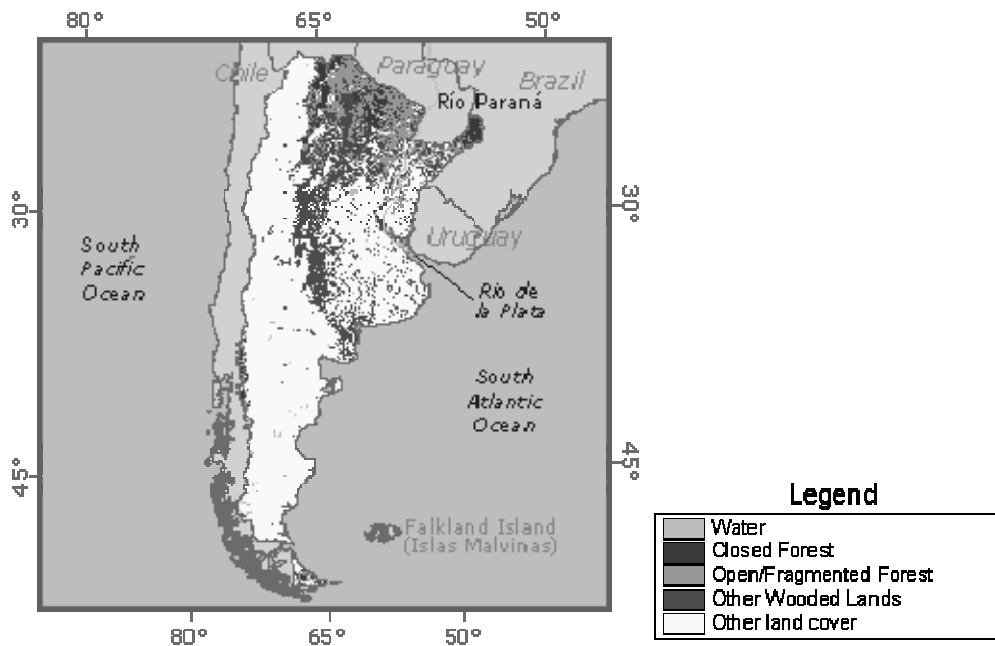 80° 65° 50°
Chile
Paraguay
Brazil
Río Paraná
30° 30°
Uruguay
South
Pacific
Ocean
Río de
la Plata
South
Atlantic
Ocean
45° 45°
Falkland Island
(Islas Malvinas)
80° 65° 50°
Legend
Water
Closed Forest
Open/Fragmented Forest
Other Wooded Lands
Other land cover